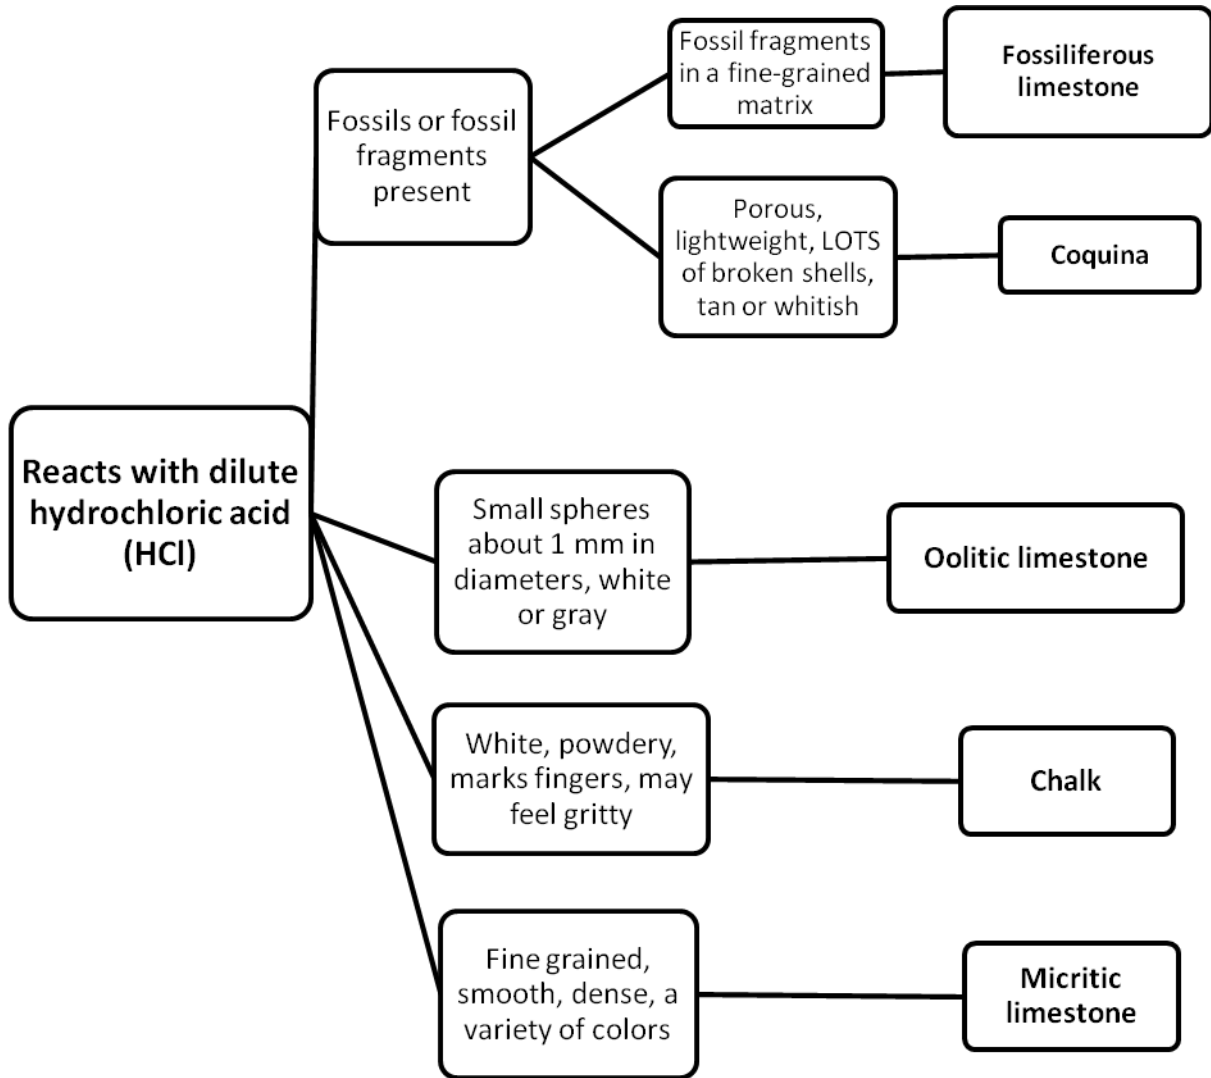 Fossil fragments
in a fine-grained
matrix
Fossiliferous
limestone
Fossils or fossil
fragments
present
Porous,
lightweight, LOTS
of broken shells,
tan or whitish
Coquina
Reacts with dilute
hydrochloric acid
(HCl)
Small spheres
about 1 mm in
diameters, white
or gray
Oolitic limestone
White, powdery,
marks fingers, may
feel gritty
Chalk
Fine grained,
smooth, dense, a
variety of colors
Micritic
limestone